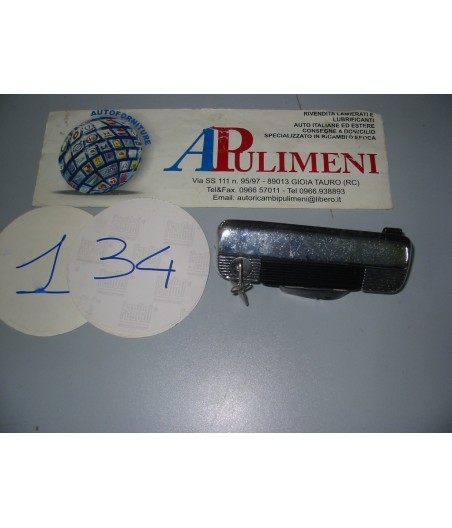 AUTOFORNITURE
RIVENDITA LAMIERATI E
LUBRIFICANTI
AUTO ITALIANE ED ESTERE
CONSEGNE A DOMICILIO
SPECIALIZZATO IN RICAMBI D'EPOCA
APULIMENI
Via SS 111 n. 95/97 - 89013 GIOIA TAURO (RC)
Tel&Fax. 0966 57011 - Tel 0966.938893
Email: autoricambipulimeni@libero.it
1 34